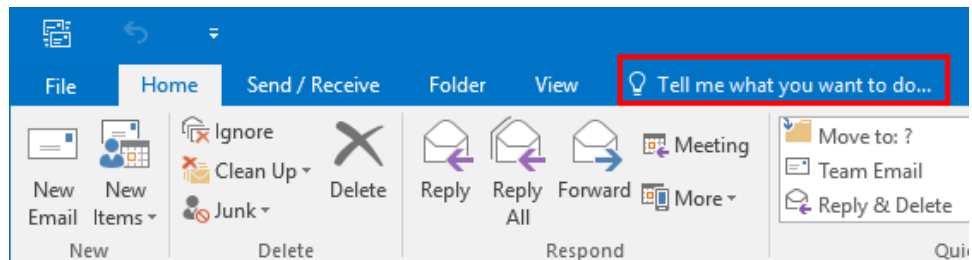 File Home Send / Receive Folder View Tell me what you want to do...
New Email
New Items
Ignore
Clean Up
Junk
Delete
Reply
Reply All
Forward
Meeting
More
Move to: ?
Team Email
Reply & Delete
New Delete Respond